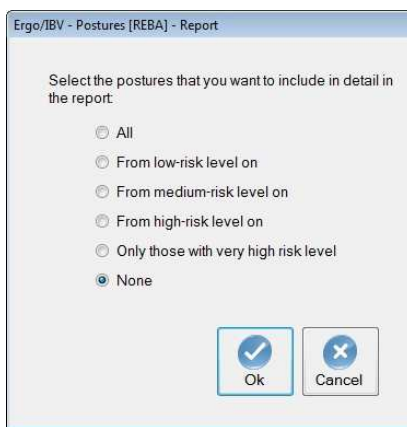 Ergo/IBV - Postures [REBA] - Report
Select the postures that you want to include in detail in
the report:
All
From low-risk level on
From medium-risk level on
From high-risk level on
Only those with very high risk level
None
Ok
Cancel